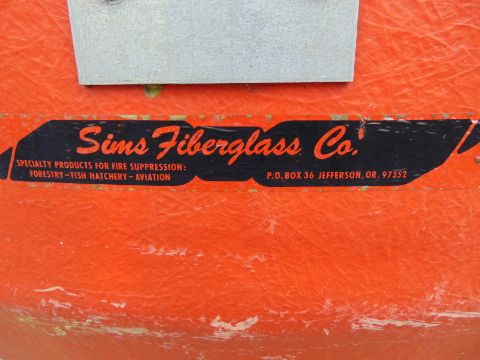 Sims Fiberglass Co.
SPECIALTY PRODUCTS FOR FIRE SUPPRESSION:
FORESTRY - FISH HATCHERY - AVIATION
P.O. BOX 36 JEFFERSON, OR. 97352